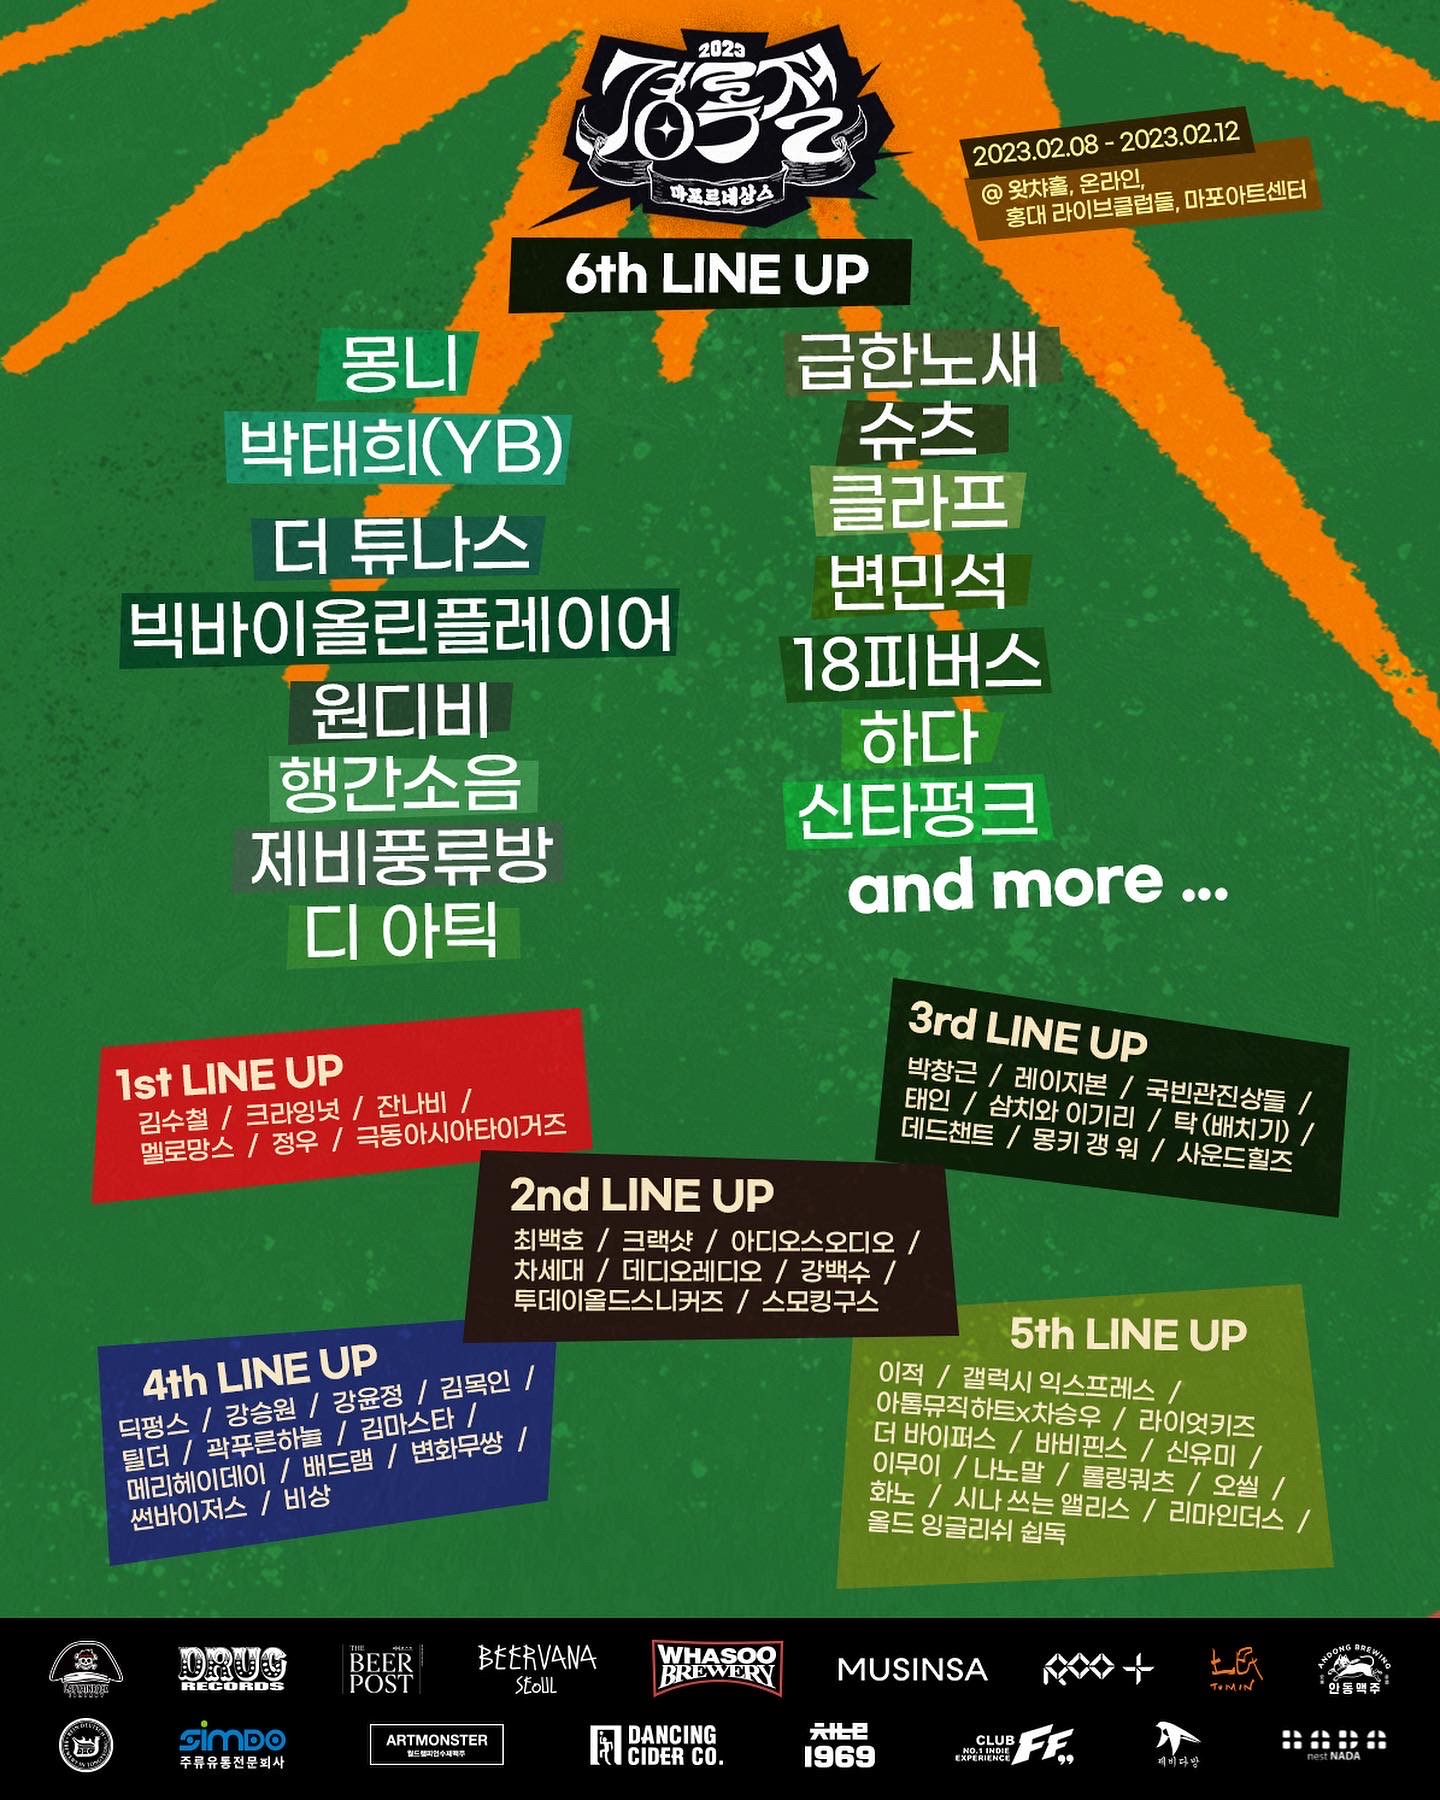 2023
경록절
마포르네상스
2023.02.08 - 2023.02.12
@ 왓챠홀, 온라인,
홍대 라이브클럽들, 마포아트센터
6th LINE UP
몽니
박태희(YB)
더 튜나스
빅바이올린플레이어
원디비
행간소음
제비풍류방
디 아틱
급한노새
슈츠
클라프
변민석
18피버스
하다
신타펑크
and more ...
1st LINE UP
김수철 / 크라잉넛 / 잔나비 /
멜로망스 / 정우 / 극동아시아타이거즈
3rd LINE UP
박창근 / 레이지본 / 국빈관진상들 /
태인 / 삼치와 이기리 / 탁 (배치기) /
데드챈트 / 몽키 갱 워 / 사운드힐즈
2nd LINE UP
최백호 / 크랙샷 / 아디오스오디오 /
차세대 / 데디오레디오 / 강백수 /
투데이올드스니커즈 / 스모킹구스
4th LINE UP
딕펑스 / 강승원 / 강윤정 / 김목인 /
틸더 / 곽푸른하늘 / 김마스타 /
메리헤이데이 / 배드램 / 변화무쌍 /
썬바이저스 / 비상
5th LINE UP
이적 / 갤럭시 익스프레스 /
아톰뮤직하트x차승우 / 라이엇키즈
더 바이퍼스 / 바비핀스 / 신유미 /
이무이 / 나노말 / 롤링쿼츠 / 오씰 /
화노 / 시나 쓰는 앨리스 / 리마인더스 /
올드 잉글리쉬 쉽독
DRUG
RECORDS
THE
BEER
POST
BEERVANA
SEOUL
WHASOO
BREWERY
MUSINSA
TOMIN
ANDONG BREWING
안동맥주
SIMDO
주류유통전문회사
ARTMONSTER
월드챔피언수제맥주
DANCING
CIDER CO.
1969
CLUB
NO.1 INDIE
EXPERIENCE
FF
제비다방
NADA
nest NADA